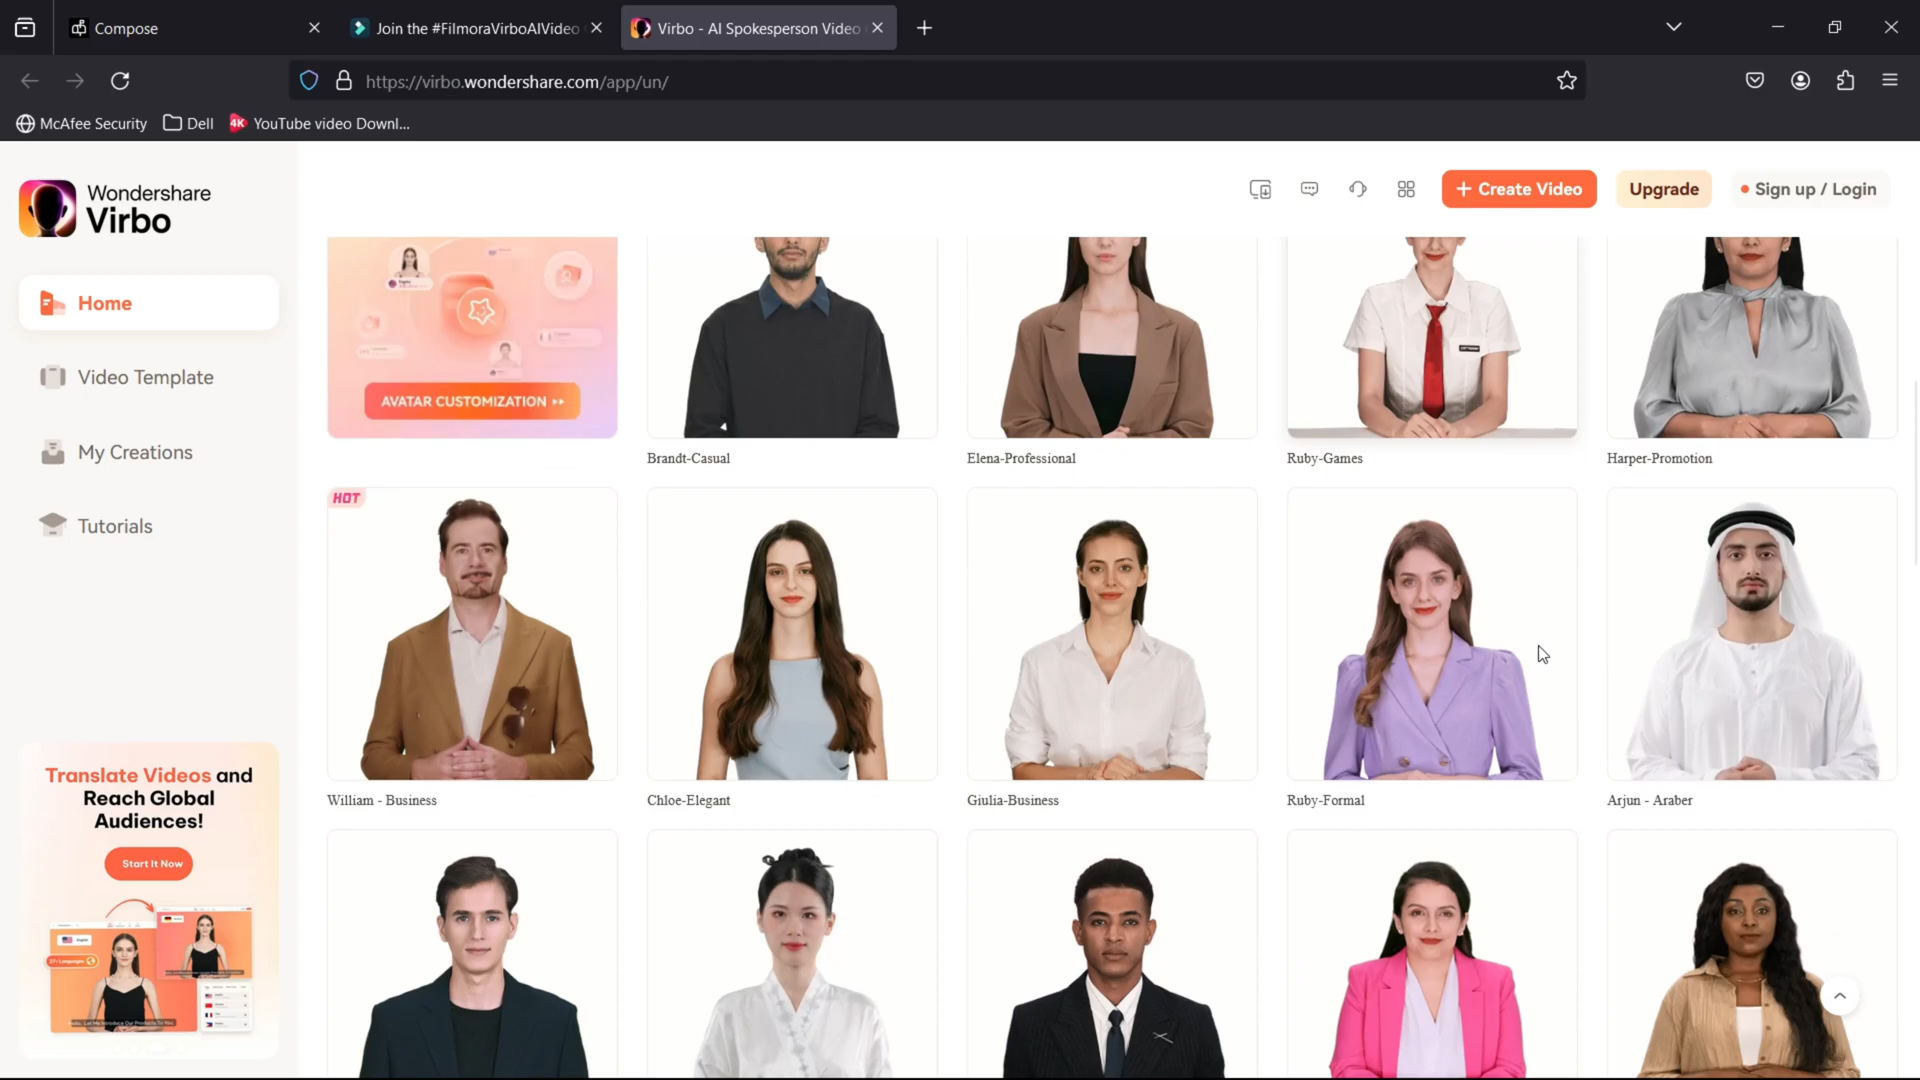 Compose
Join the #FilmoraVirboAIVideo
Virbo - AI Spokesperson Video
https://virbo.wondershare.com/app/un/
McAfee Security
Dell
4K
YouTube video Downl...
Wondershare
Virbo
Create Video
Upgrade
Sign up / Login
Home
Video Template
My Creations
Tutorials
AVATAR CUSTOMIZATION
Brandt-Casual
Elena-Professional
Ruby-Games
Harper-Promotion
HOT
William - Business
Chloe-Elegant
Giulia-Business
Ruby-Formal
Arjun - Araber
Translate Videos and
Reach Global
Audiences!
Start It Now